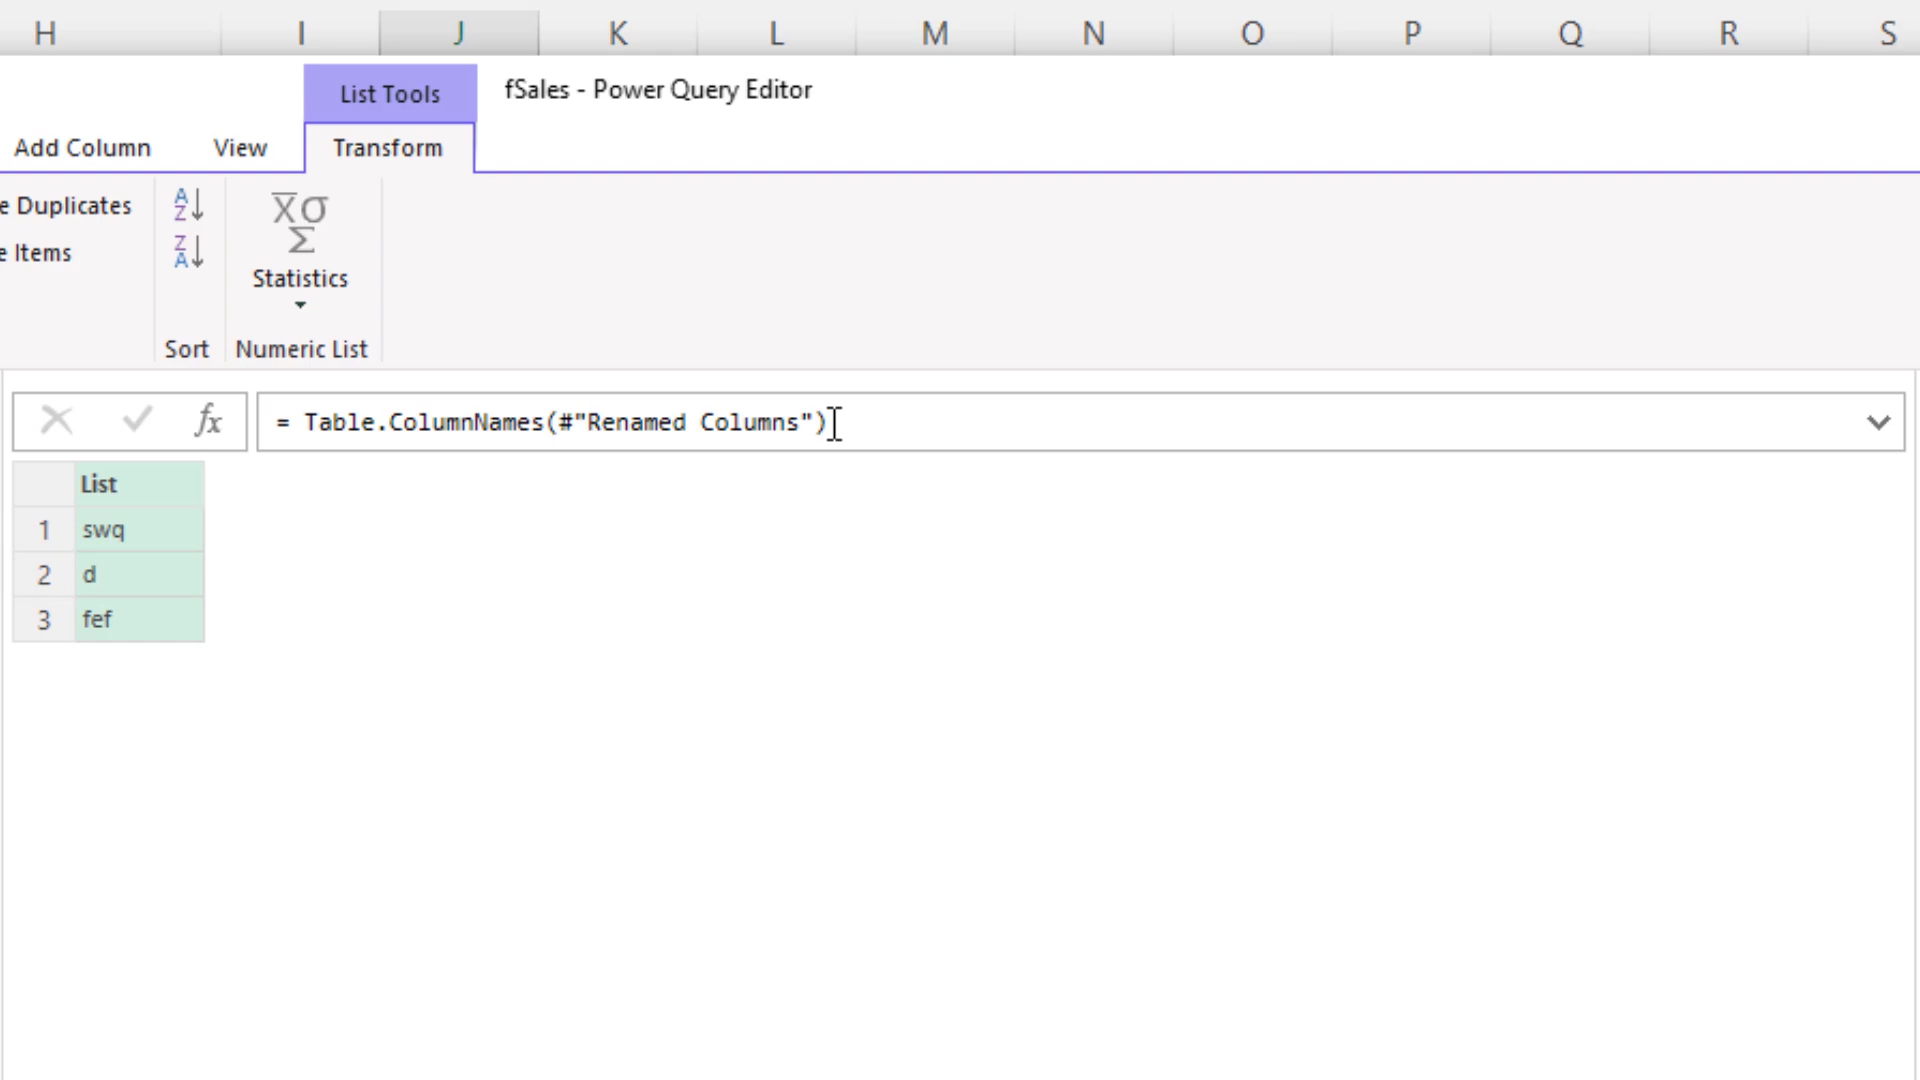 H I J K L M N O P Q R S
List Tools fSales - Power Query Editor
Add Column View Transform
e Duplicates A Z
e Items Z A
X̅σ
Σ
Statistics
Sort Numeric List
fx = Table.ColumnNames(#"Renamed Columns")
List
1 swq
2 d
3 fef